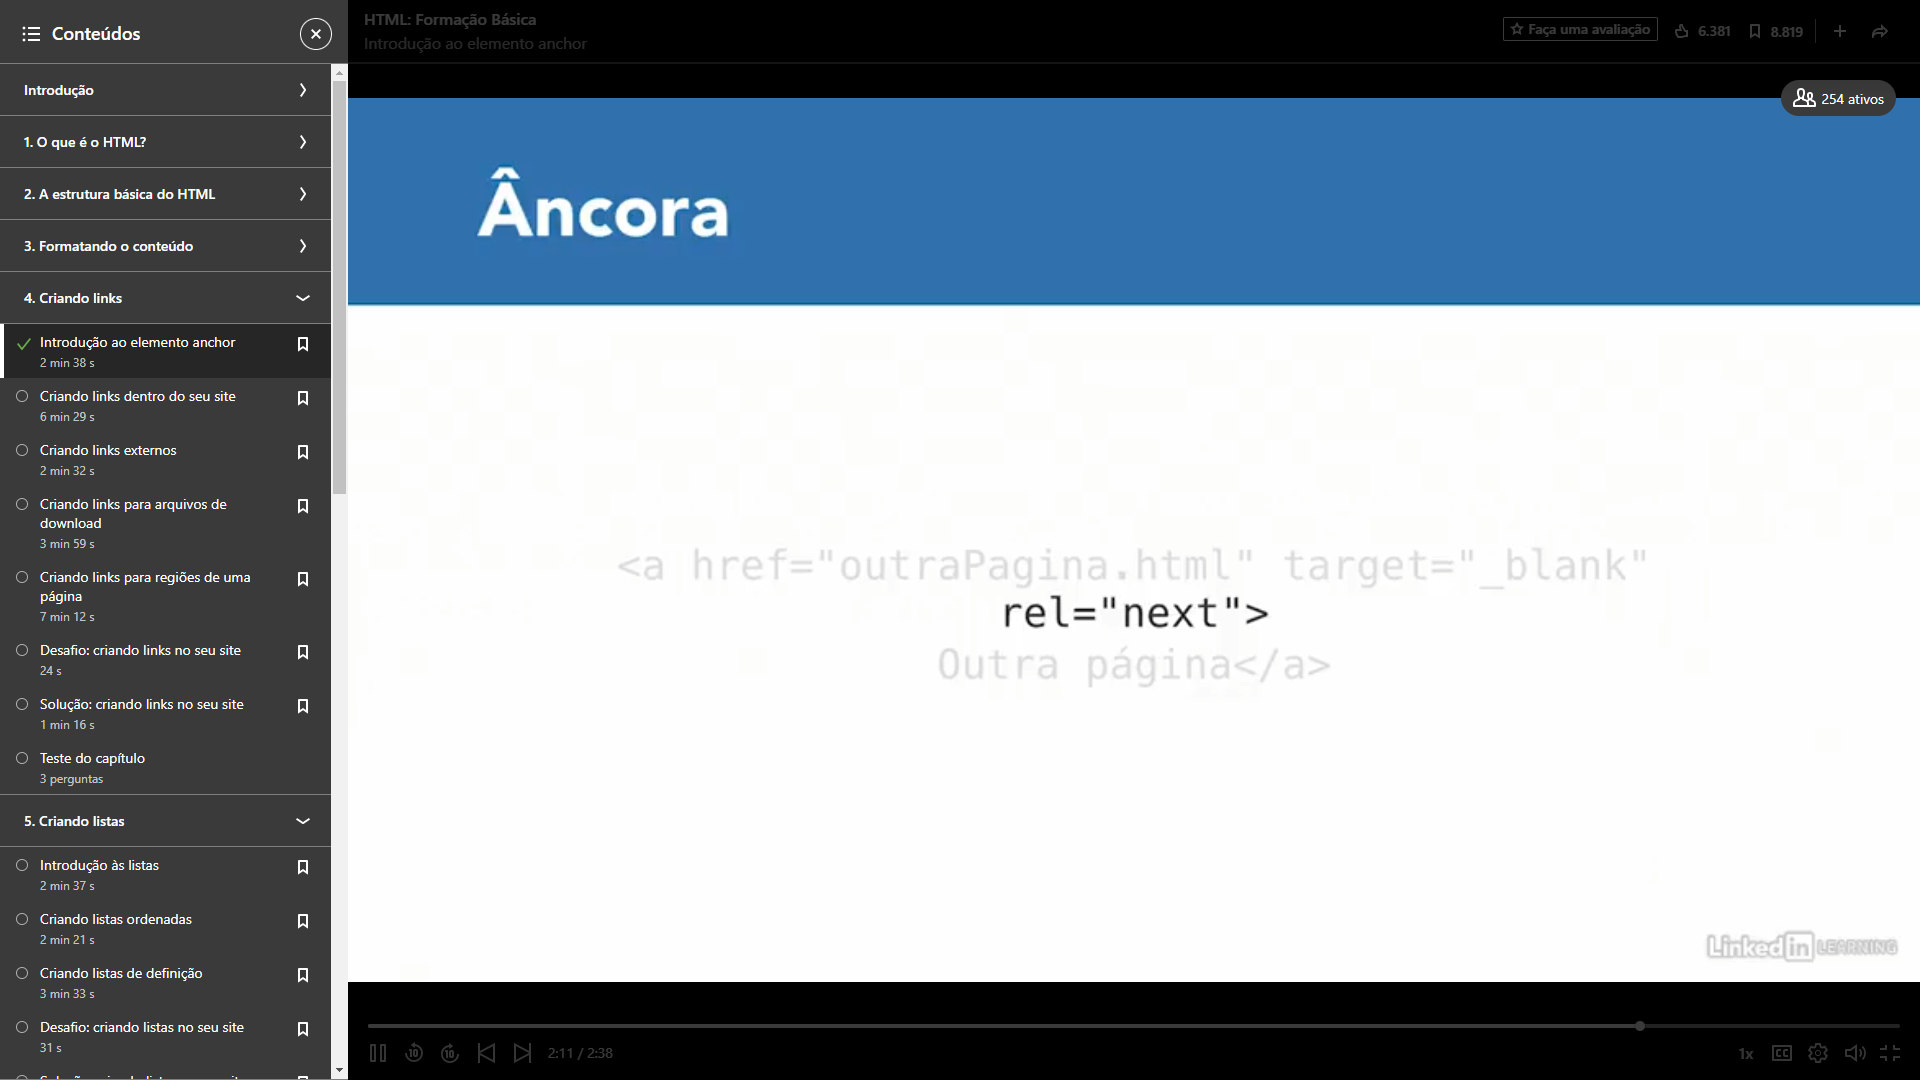 Conteúdos
Introdução
1. O que é o HTML?
2. A estrutura básica do HTML
3. Formatando o conteúdo
4. Criando links
Introdução ao elemento anchor
2 min 38 s
Criando links dentro do seu site
6 min 29 s
Criando links externos
2 min 32 s
Criando links para arquivos de
download
3 min 59 s
Criando links para regiões de uma
página
7 min 12 s
Desafio: criando links no seu site
24 s
Solução: criando links no seu site
1 min 16 s
Teste do capítulo
3 perguntas
5. Criando listas
Introdução às listas
2 min 37 s
Criando listas ordenadas
2 min 21 s
Criando listas de definição
3 min 33 s
Desafio: criando listas no seu site
31 s
HTML: Formação Básica
Introdução ao elemento anchor
Faça uma avaliação
6.381
8.819
254 ativos
Âncora
<a href="outraPagina.html" target="_blank"
rel="next">
Outra página</a>
Linked in LEARNING
10
10
2:11 / 2:38
1x
CC